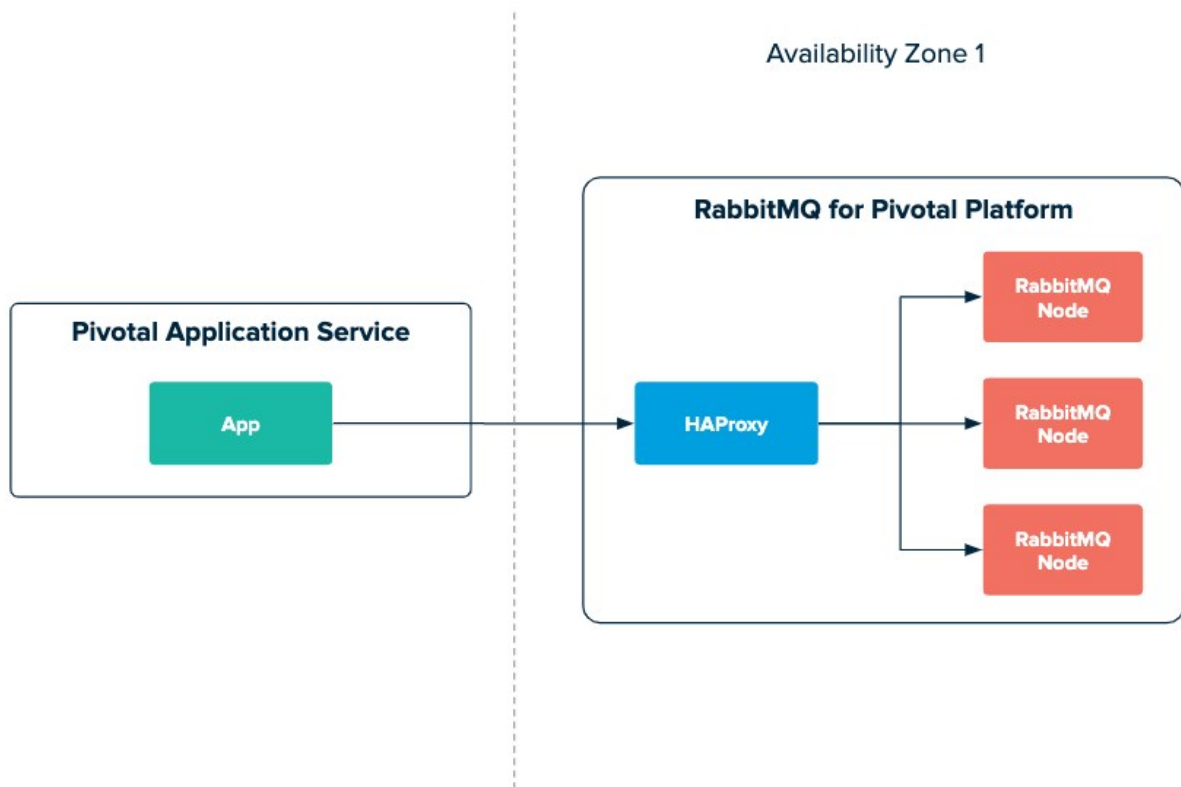 Availability Zone 1
RabbitMQ for Pivotal Platform
RabbitMQ
Node
Pivotal Application Service
App
HAProxy
RabbitMQ
Node
RabbitMQ
Node